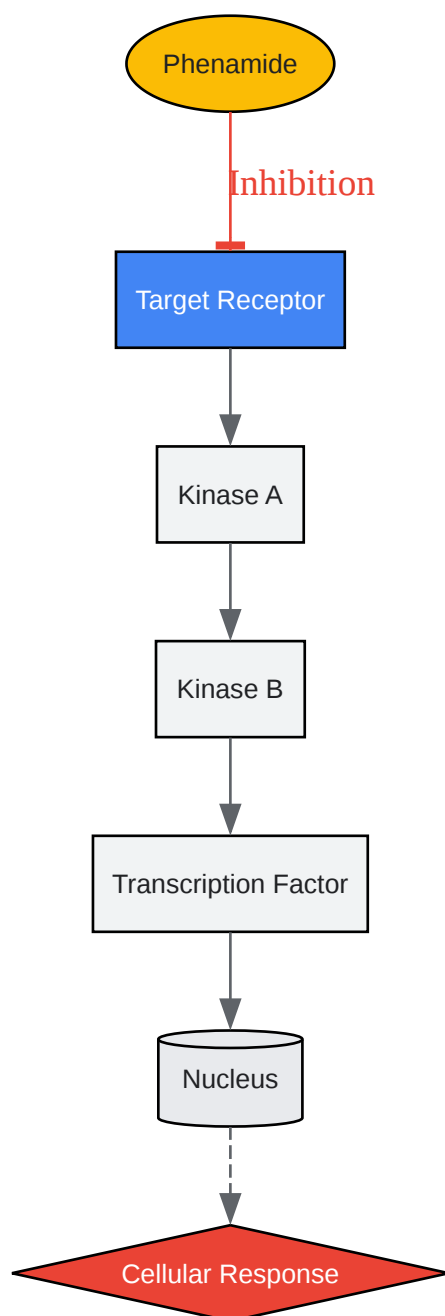 Phenamide
Inhibition
Target Receptor
Kinase A
Kinase B
Transcription Factor
Nucleus
Cellular Response